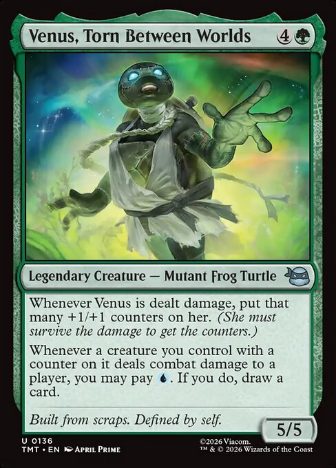 Venus, Torn Between Worlds 4
Legendary Creature — Mutant Frog Turtle
Whenever Venus is dealt damage, put that
many +1/+1 counters on her. (She must
survive the damage to get the counters.)
Whenever a creature you control with a
counter on it deals combat damage to a
player, you may pay . If you do, draw a
card.
Built from scraps. Defined by self.
5/5
U 0136
TMT • EN APRIL PRIME
©2026 Viacom.
™ & © 2026 Wizards of the Coast